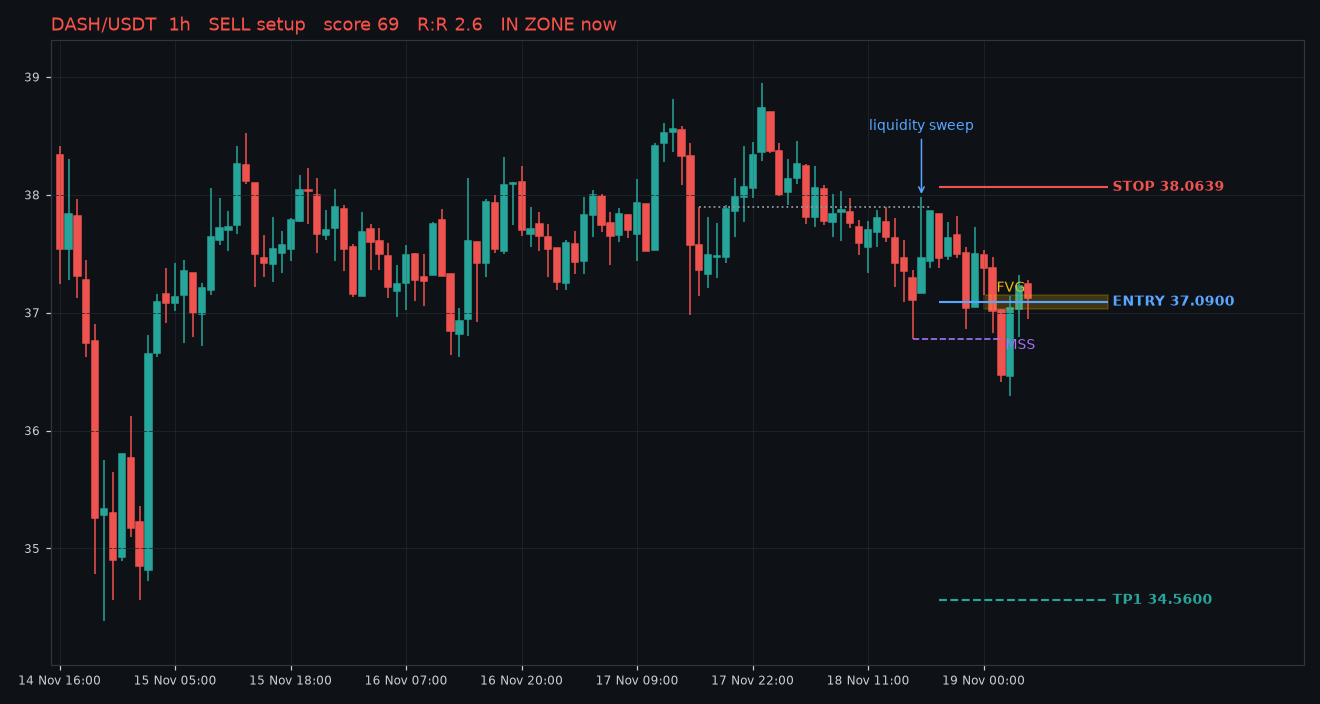 DASH/USDT 1h SELL setup score 69 R:R 2.6 IN ZONE now
39
liquidity sweep
38
STOP 38.0639
FVG
ENTRY 37.0900
37
MSS
36
35
TP1 34.5600
14 Nov 16:00 15 Nov 05:00 15 Nov 18:00 16 Nov 07:00 16 Nov 20:00 17 Nov 09:00 17 Nov 22:00 18 Nov 11:00 19 Nov 00:00